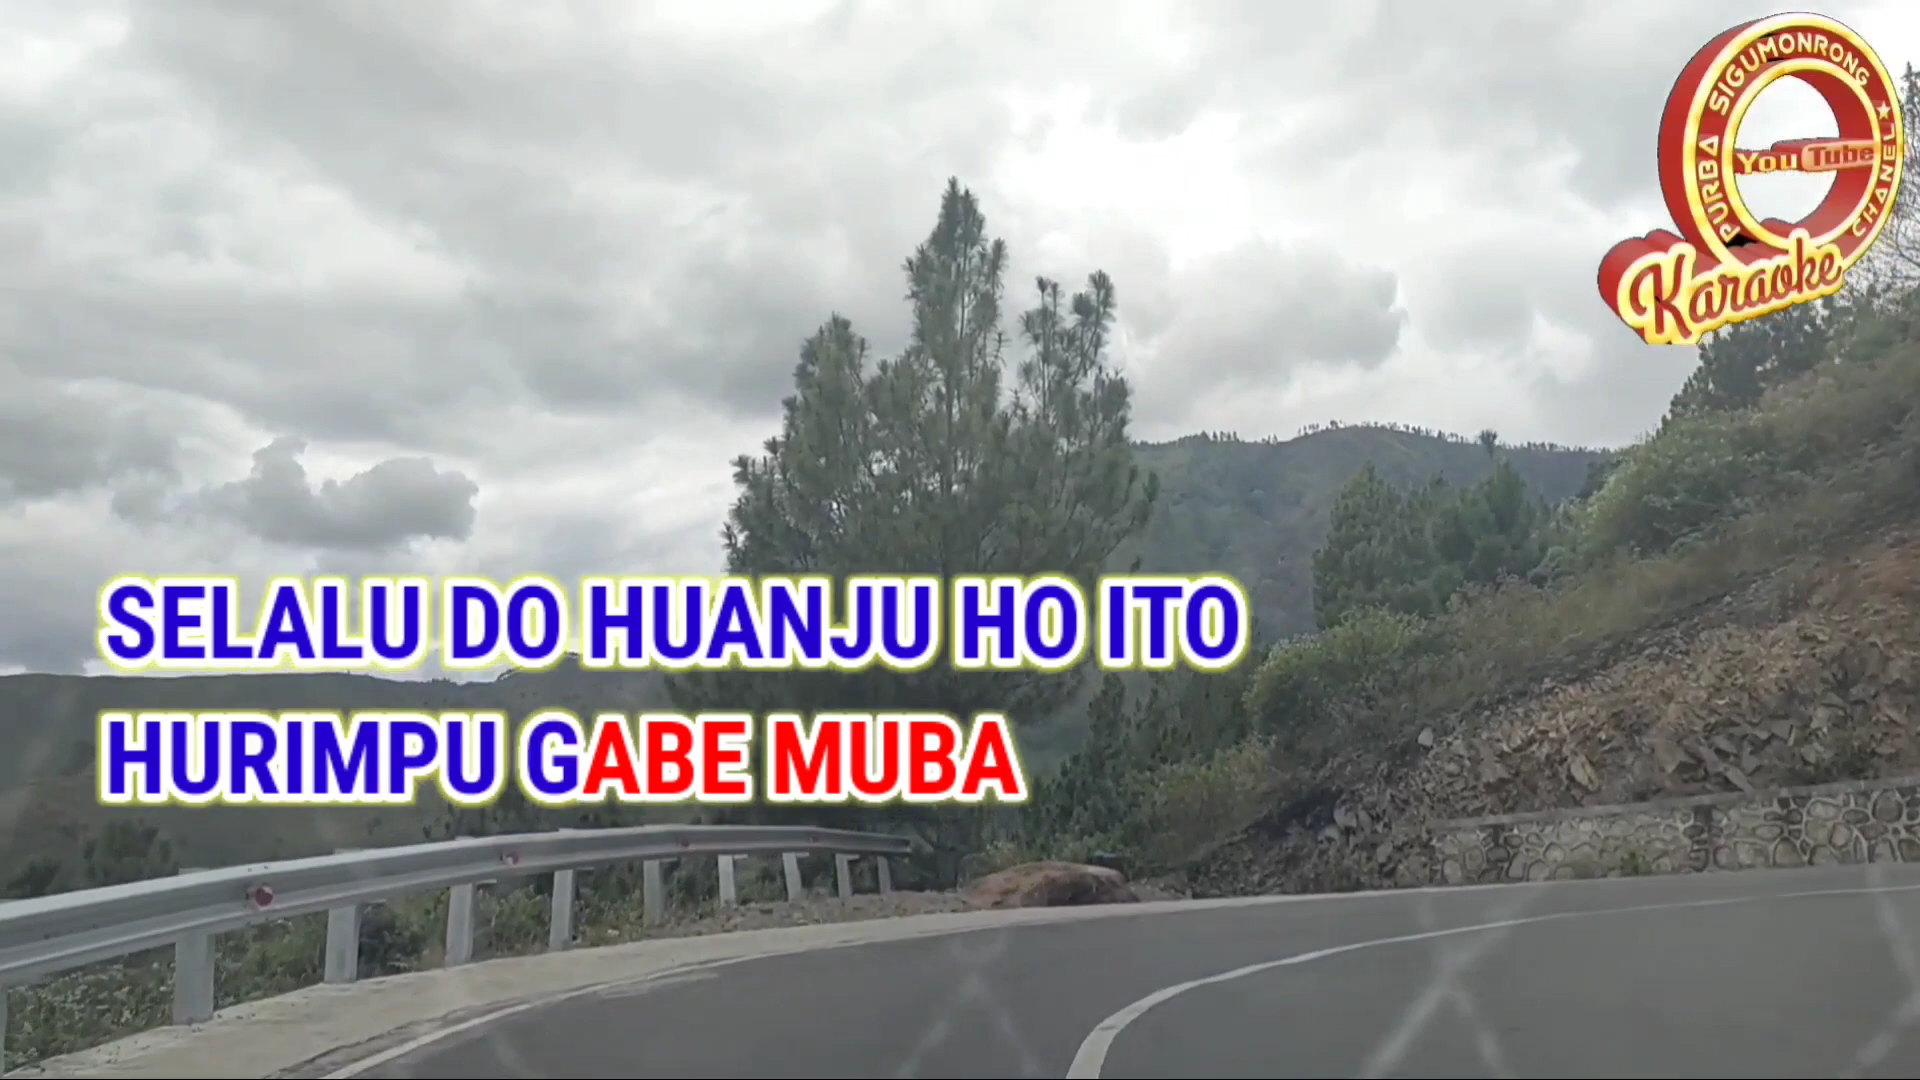 PURBA SIGUMONRONG ★ CHANEL
YouTube
Karaoke
SELALU DO HUANJU HO ITO
HURIMPU GABE MUBA